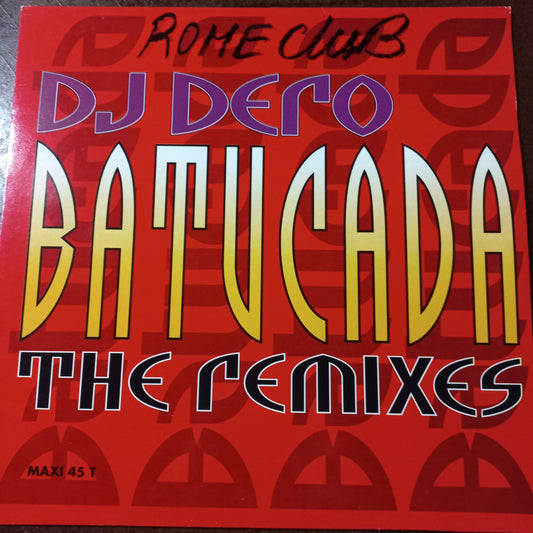 ROME CluB
DJ DERO
BATUCADA
THE REMIXES
MAXI 45 T